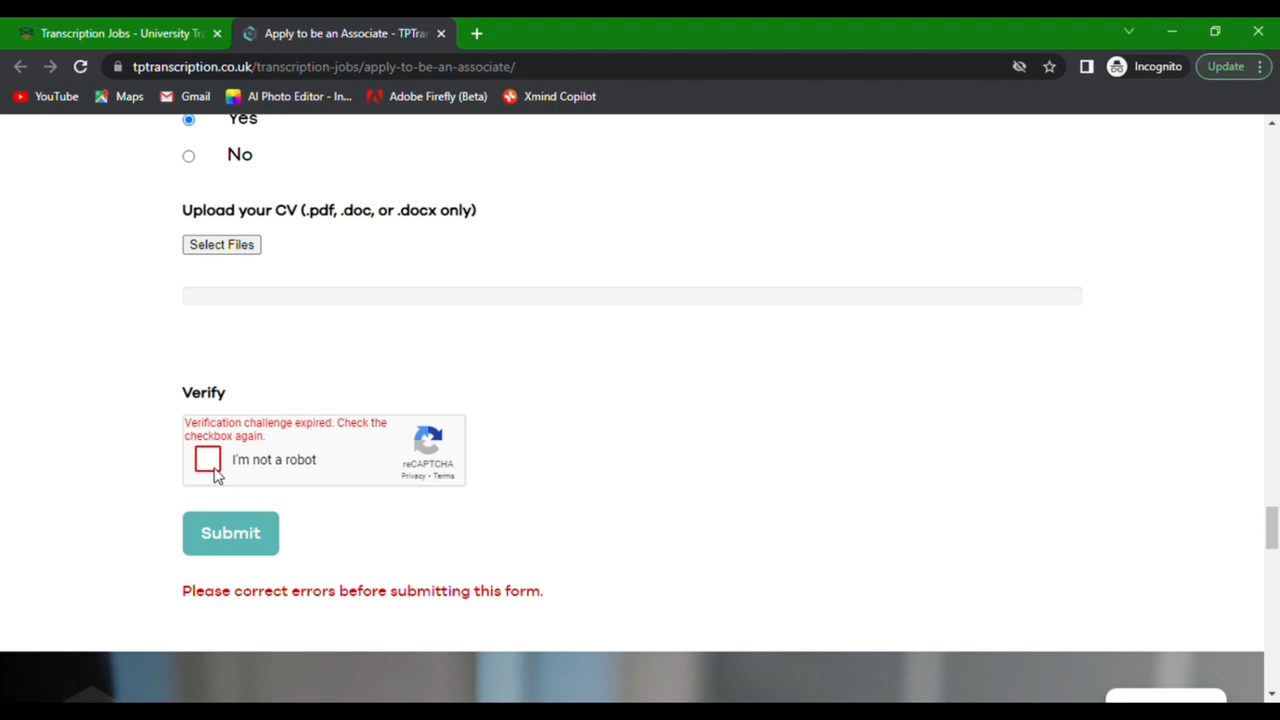 Transcription Jobs - University Tr
Apply to be an Associate - TPTra
tptranscription.co.uk/transcription-jobs/apply-to-be-an-associate/
Incognito
Update
YouTube
Maps
Gmail
AI Photo Editor - In...
Adobe Firefly (Beta)
Xmind Copilot
Yes
No
Upload your CV (.pdf, .doc, or .docx only)
Select Files
Verify
Verification challenge expired. Check the
checkbox again.
I'm not a robot
reCAPTCHA
Privacy - Terms
Submit
Please correct errors before submitting this form.